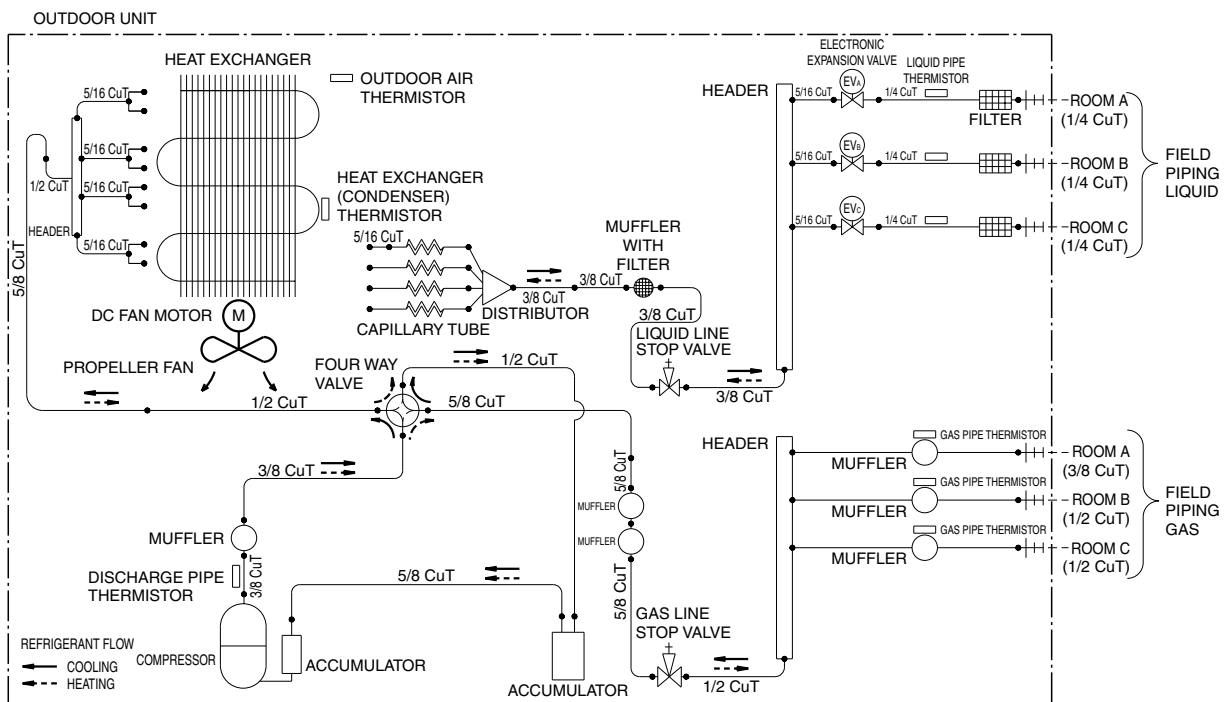 OUTDOOR UNIT
HEAT EXCHANGER
OUTDOOR AIR
THERMISTOR
5/16 CuT
5/16 CuT
5/16 CuT
5/16 CuT
1/2 CuT
HEADER
5/8 CuT
HEAT EXCHANGER
(CONDENSER)
THERMISTOR
5/16 CuT
CAPILLARY TUBE
DISTRIBUTOR
3/8 CuT
3/8 CuT
MUFFLER
WITH
FILTER
3/8 CuT
LIQUID LINE
STOP VALVE
3/8 CuT
HEADER
ELECTRONIC
EXPANSION VALVE
LIQUID PIPE
THERMISTOR
5/16 CuT
EVA
1/4 CuT
FILTER
ROOM A
(1/4 CuT)
5/16 CuT
EVB
1/4 CuT
ROOM B
(1/4 CuT)
5/16 CuT
EVC
1/4 CuT
ROOM C
(1/4 CuT)
FIELD
PIPING
LIQUID
DC FAN MOTOR
M
PROPELLER FAN
FOUR WAY
VALVE
1/2 CuT
1/2 CuT
5/8 CuT
3/8 CuT
MUFFLER
3/8 CuT
DISCHARGE PIPE
THERMISTOR
COMPRESSOR
ACCUMULATOR
5/8 CuT
ACCUMULATOR
5/8 CuT
MUFFLER
MUFFLER
5/8 CuT
GAS LINE
STOP VALVE
1/2 CuT
HEADER
GAS PIPE THERMISTOR
MUFFLER
ROOM A
(3/8 CuT)
GAS PIPE THERMISTOR
MUFFLER
ROOM B
(1/2 CuT)
GAS PIPE THERMISTOR
MUFFLER
ROOM C
(1/2 CuT)
FIELD
PIPING
GAS
REFRIGERANT FLOW
COOLING
HEATING